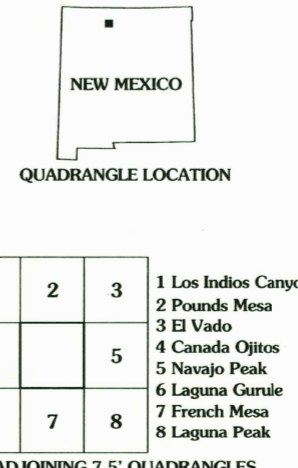 NEW MEXICO
QUADRANGLE LOCATION
2 3
5
7 8
1 Los Indios Canyo
2 Pounds Mesa
3 El Vado
4 Canada Ojitos
5 Navajo Peak
6 Laguna Gurule
7 French Mesa
8 Laguna Peak
ADJOINING 7.5' QUADRANGLES